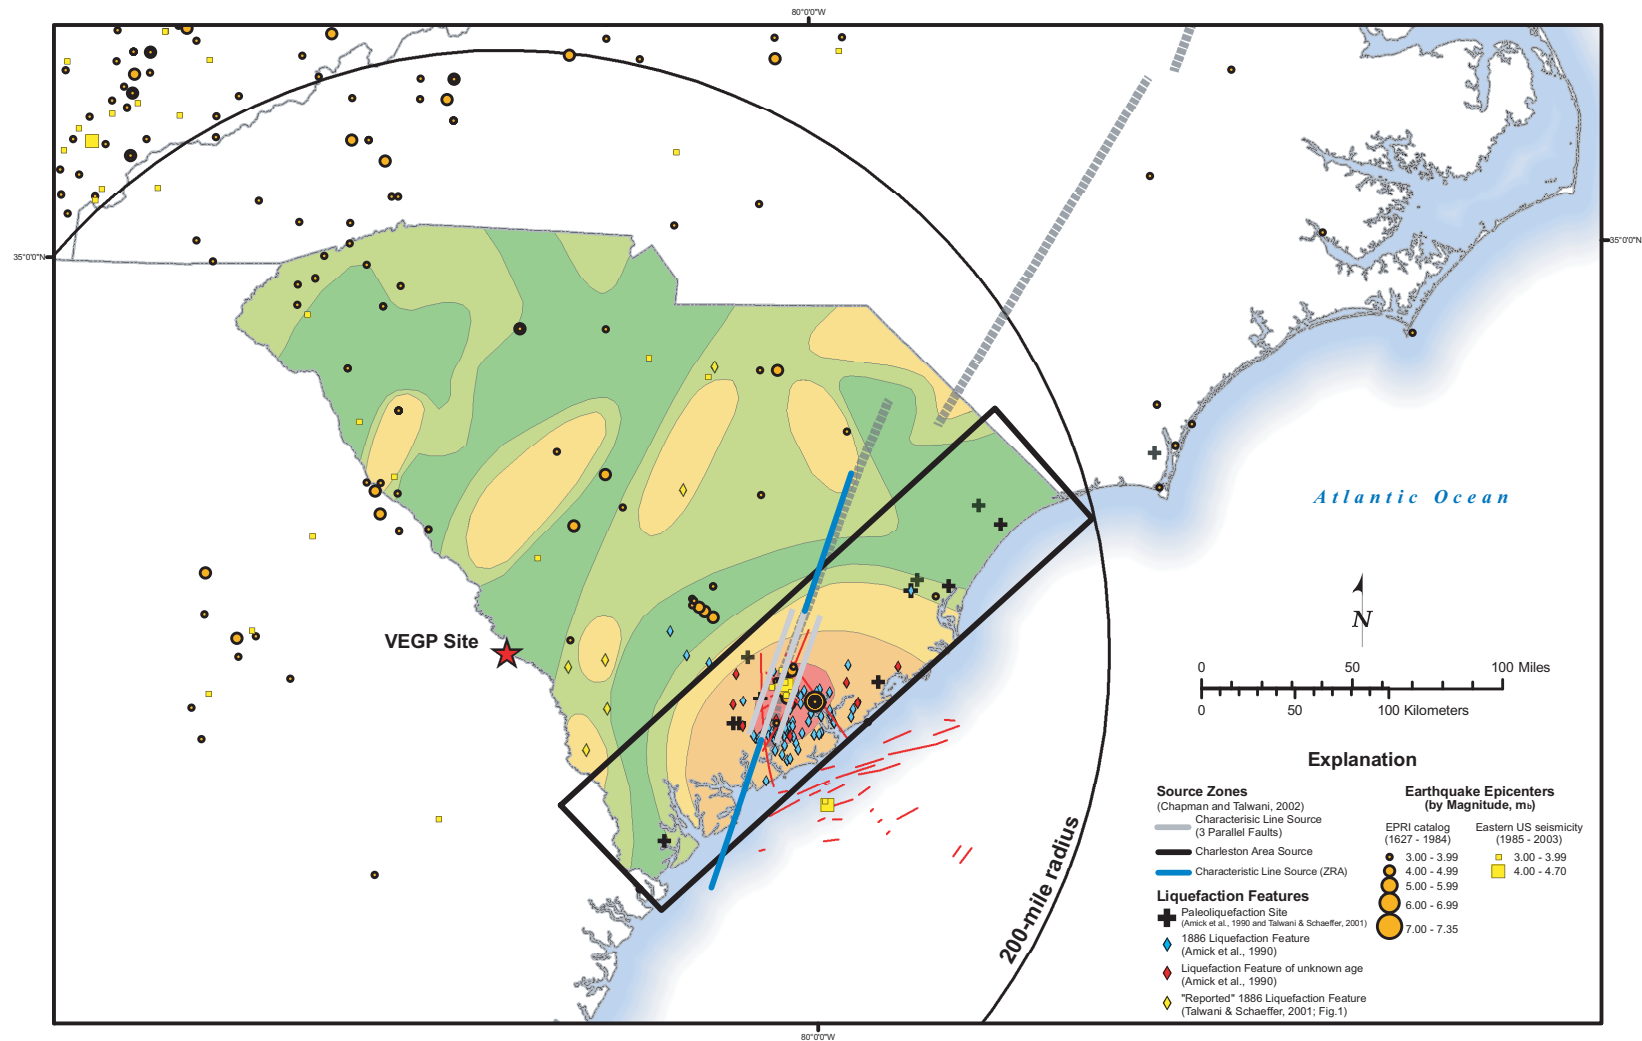 80°0'0"W
35°0'0"N
35°0'0"N
Atlantic Ocean
VEGP Site
N
0 50 100 Miles
0 50 100 Kilometers
200-mile radius
Explanation
Source Zones
(Chapman and Talwani, 2002)
Characterisic Line Source
(3 Parallel Faults)
Charleston Area Source
Characteristic Line Source (ZRA)
Liquefaction Features
Paleoliquefaction Site
(Amick et al., 1990 and Talwani & Schaeffer, 2001)
1886 Liquefaction Feature
(Amick et al., 1990)
Liquefaction Feature of unknown age
(Amick et al., 1990)
"Reported" 1886 Liquefaction Feature
(Talwani & Schaeffer, 2001; Fig.1)
Earthquake Epicenters
(by Magnitude, mb)
EPRI catalog
(1627 - 1984)
3.00 - 3.99
4.00 - 4.99
5.00 - 5.99
6.00 - 6.99
7.00 - 7.35
Eastern US seismicity
(1985 - 2003)
3.00 - 3.99
4.00 - 4.70
80°0'0"W